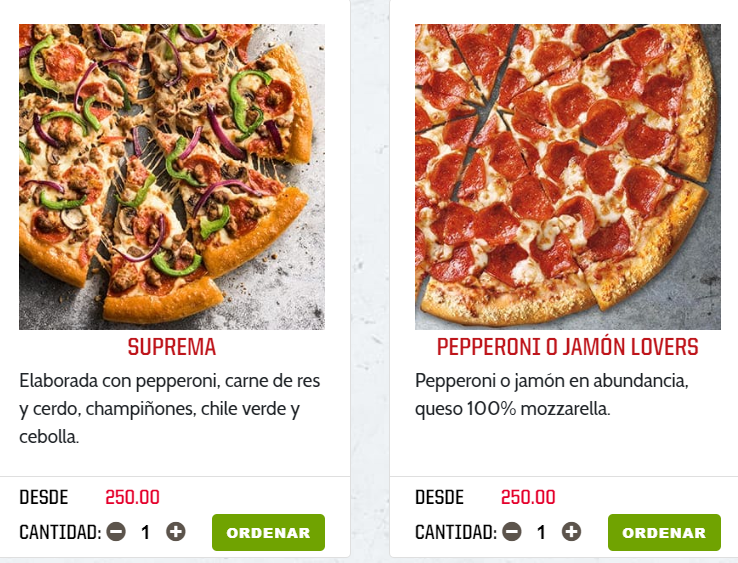 SUPREMA
Elaborada con pepperoni, carne de res
y cerdo, champiñones, chile verde y
cebolla.
DESDE 250.00
CANTIDAD: 1 ORDENAR
PEPPERONI O JAMÓN LOVERS
Pepperoni o jamón en abundancia,
queso 100% mozzarella.
DESDE 250.00
CANTIDAD: 1 ORDENAR